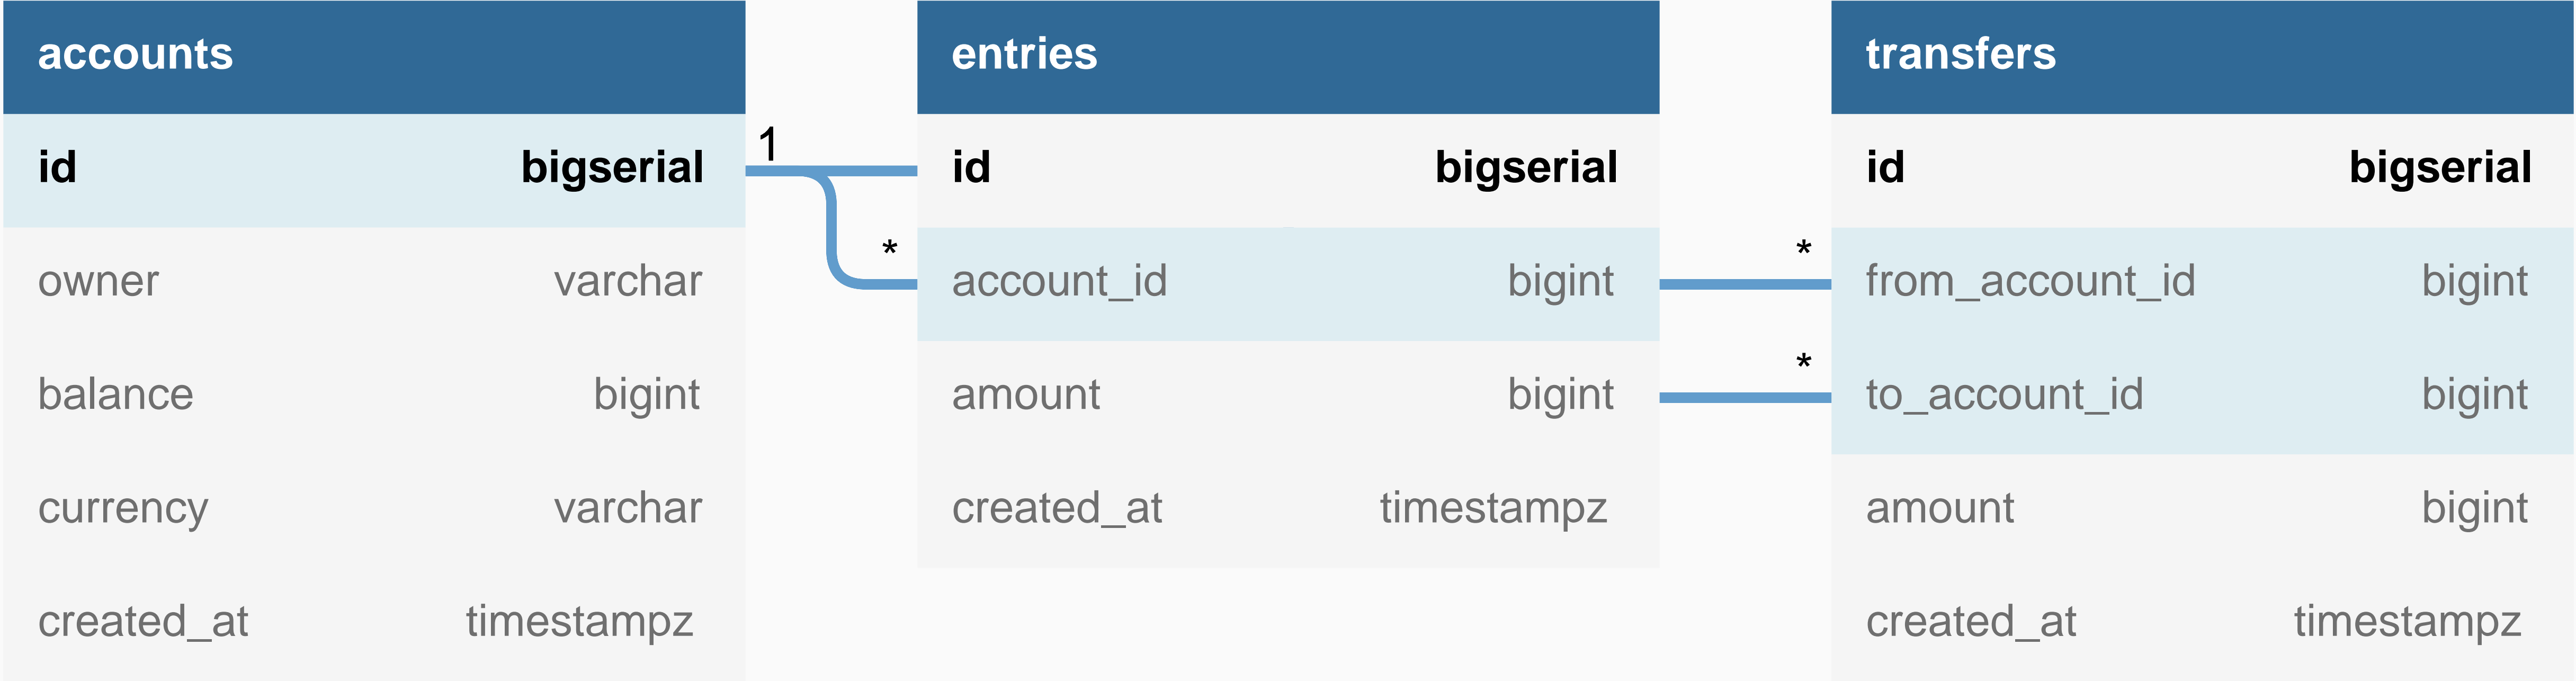 accounts
id bigserial
owner varchar
balance bigint
currency varchar
created_at timestampz
1
*
entries
id bigserial
account_id bigint
amount bigint
created_at timestampz
*
*
transfers
id bigserial
from_account_id bigint
to_account_id bigint
amount bigint
created_at timestampz